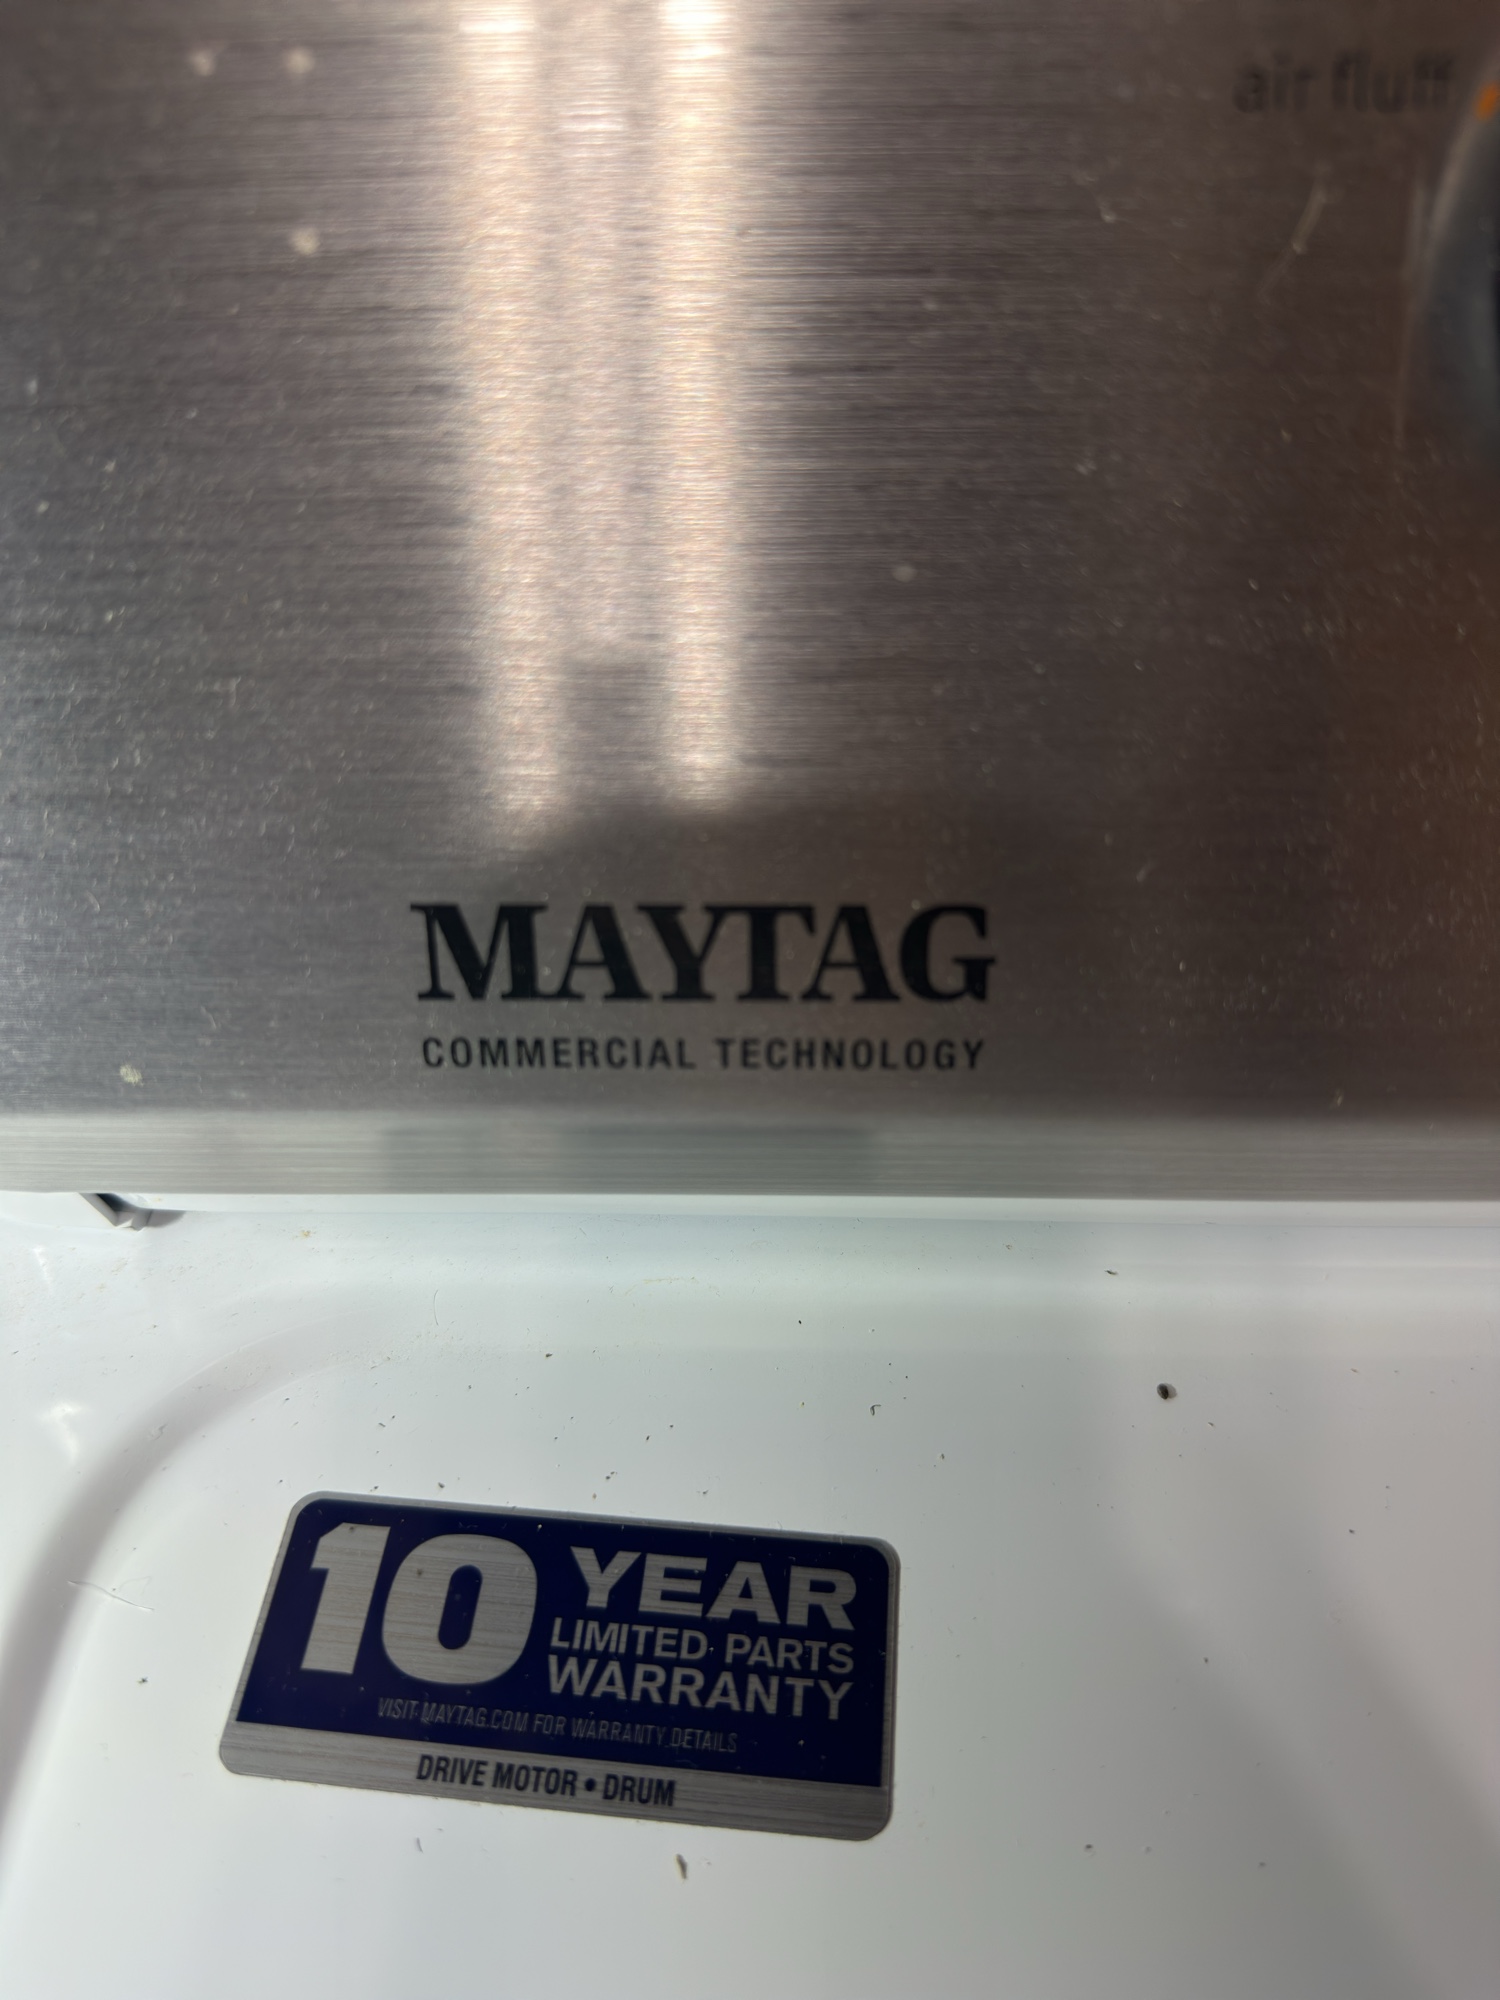 air fluff
MAYTAG
COMMERCIAL TECHNOLOGY
10 YEAR
LIMITED PARTS
WARRANTY
VISIT MAYTAG.COM FOR WARRANTY DETAILS
DRIVE MOTOR • DRUM